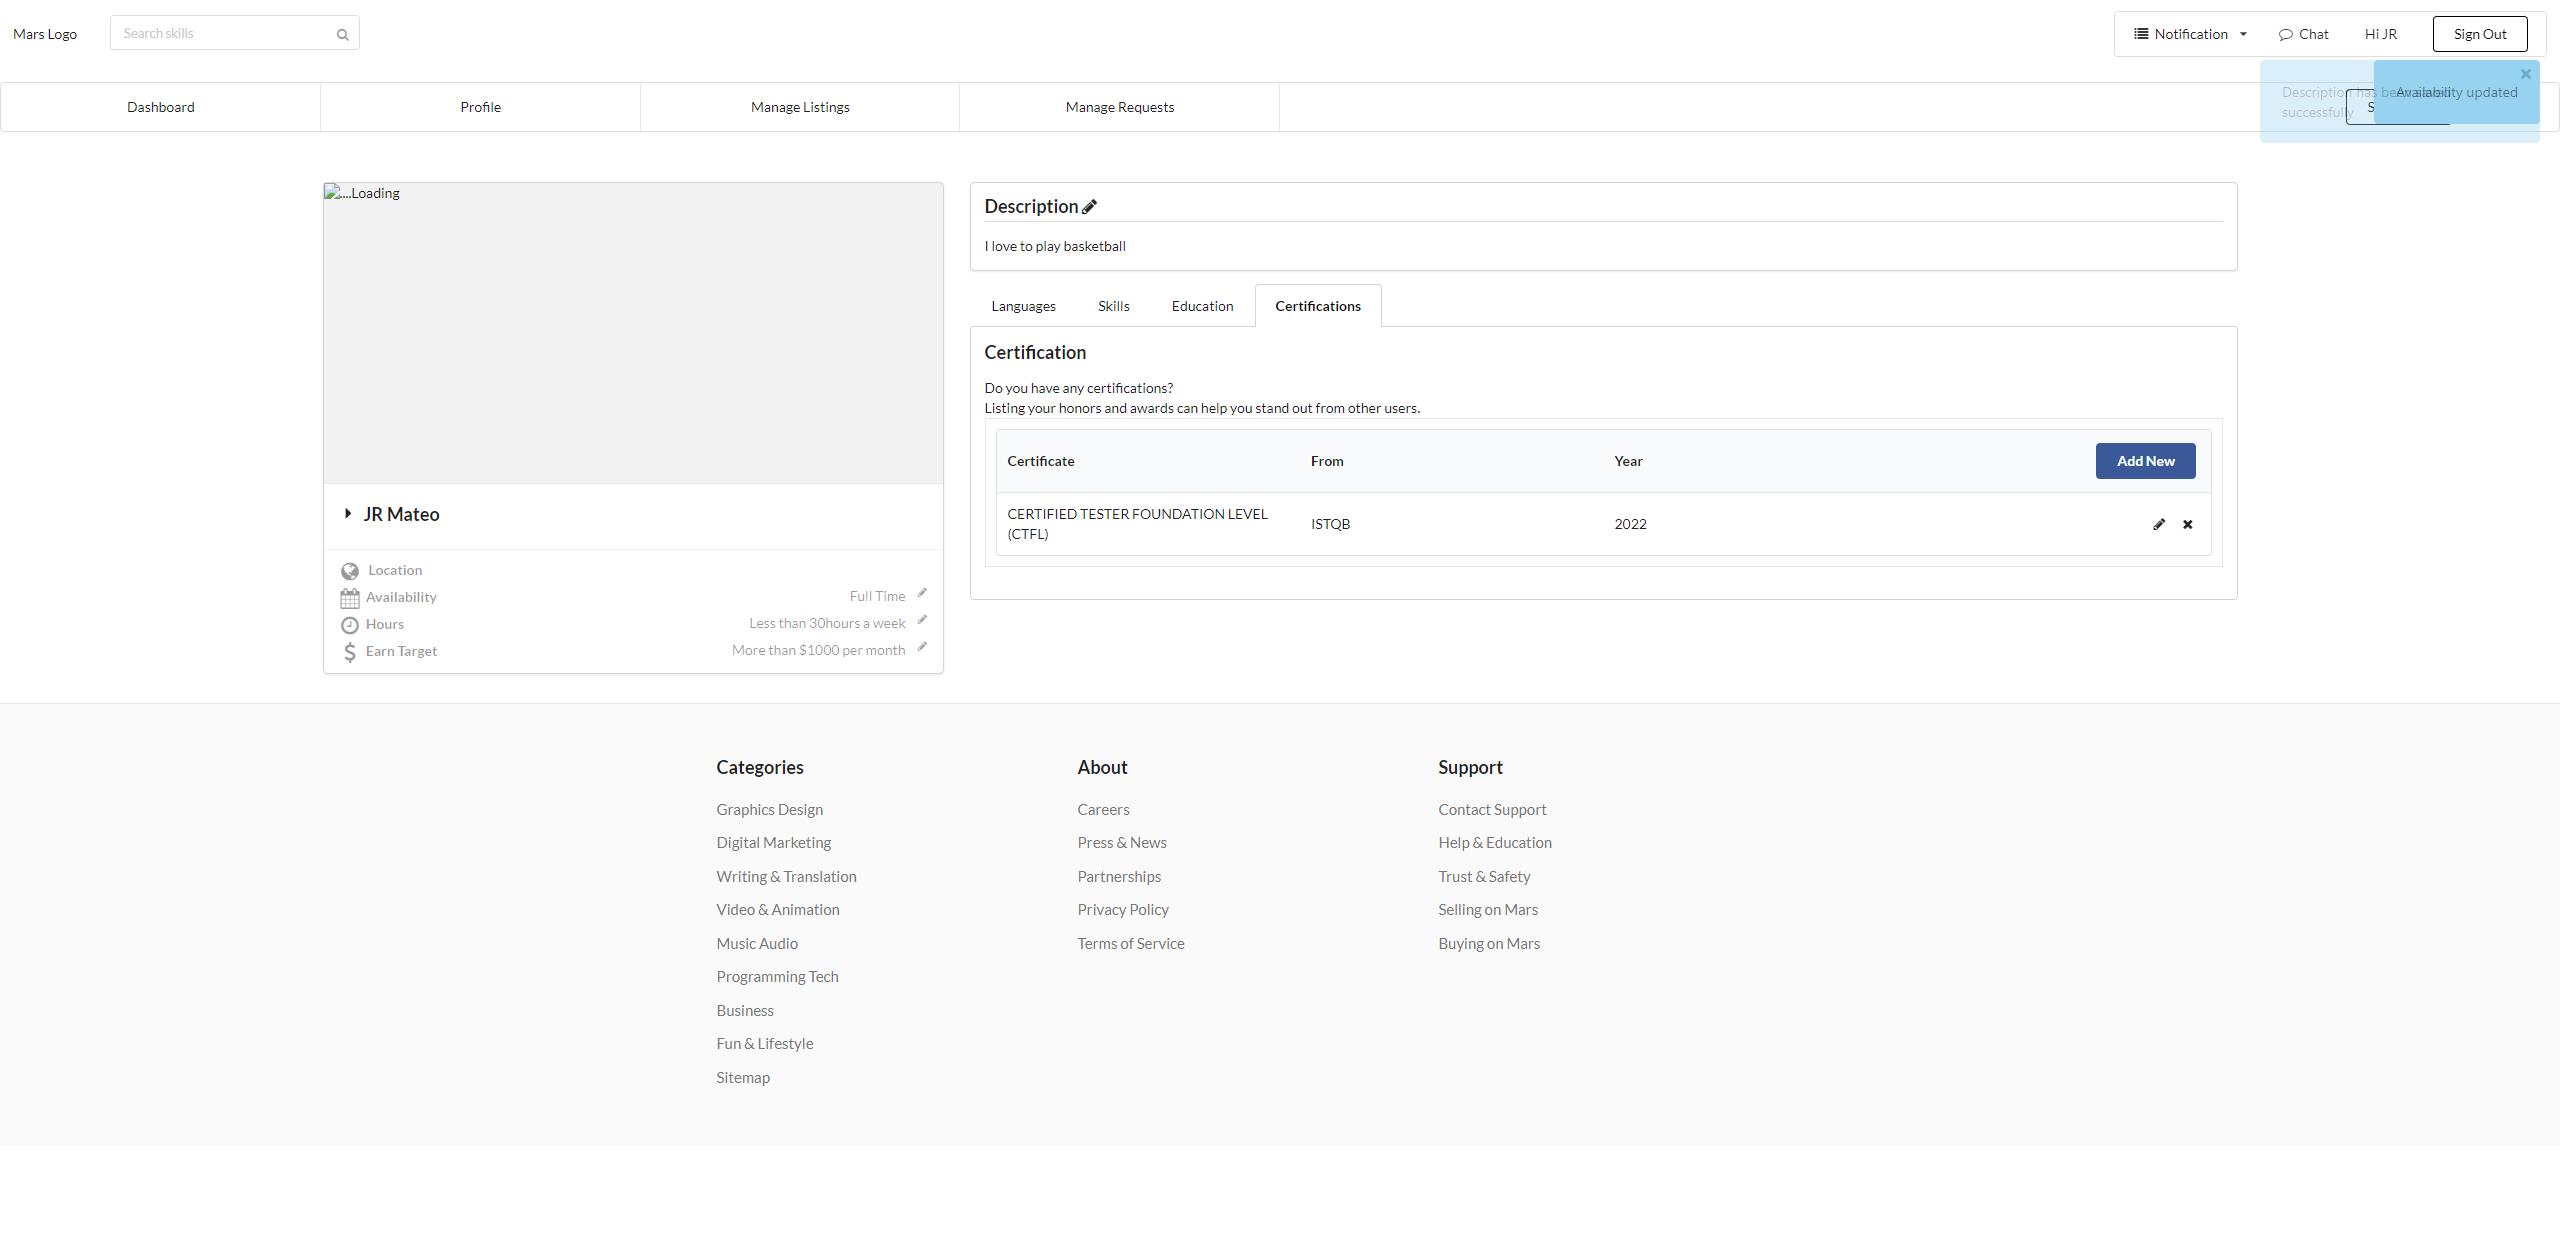 Mars Logo
Search skills
Notification
Chat
Hi JR
Sign Out
Dashboard
Profile
Manage Listings
Manage Requests
Description has been saved
successfully
S
Availability updated
....Loading
JR Mateo
Location
Availability
Full Time
Hours
Less than 30hours a week
Earn Target
More than $1000 per month
Description
I love to play basketball
Languages
Skills
Education
Certifications
Certification
Do you have any certifications?
Listing your honors and awards can help you stand out from other users.
Certificate
From
Year
Add New
CERTIFIED TESTER FOUNDATION LEVEL
(CTFL)
ISTQB
2022
Categories
Graphics Design
Digital Marketing
Writing & Translation
Video & Animation
Music Audio
Programming Tech
Business
Fun & Lifestyle
Sitemap
About
Careers
Press & News
Partnerships
Privacy Policy
Terms of Service
Support
Contact Support
Help & Education
Trust & Safety
Selling on Mars
Buying on Mars